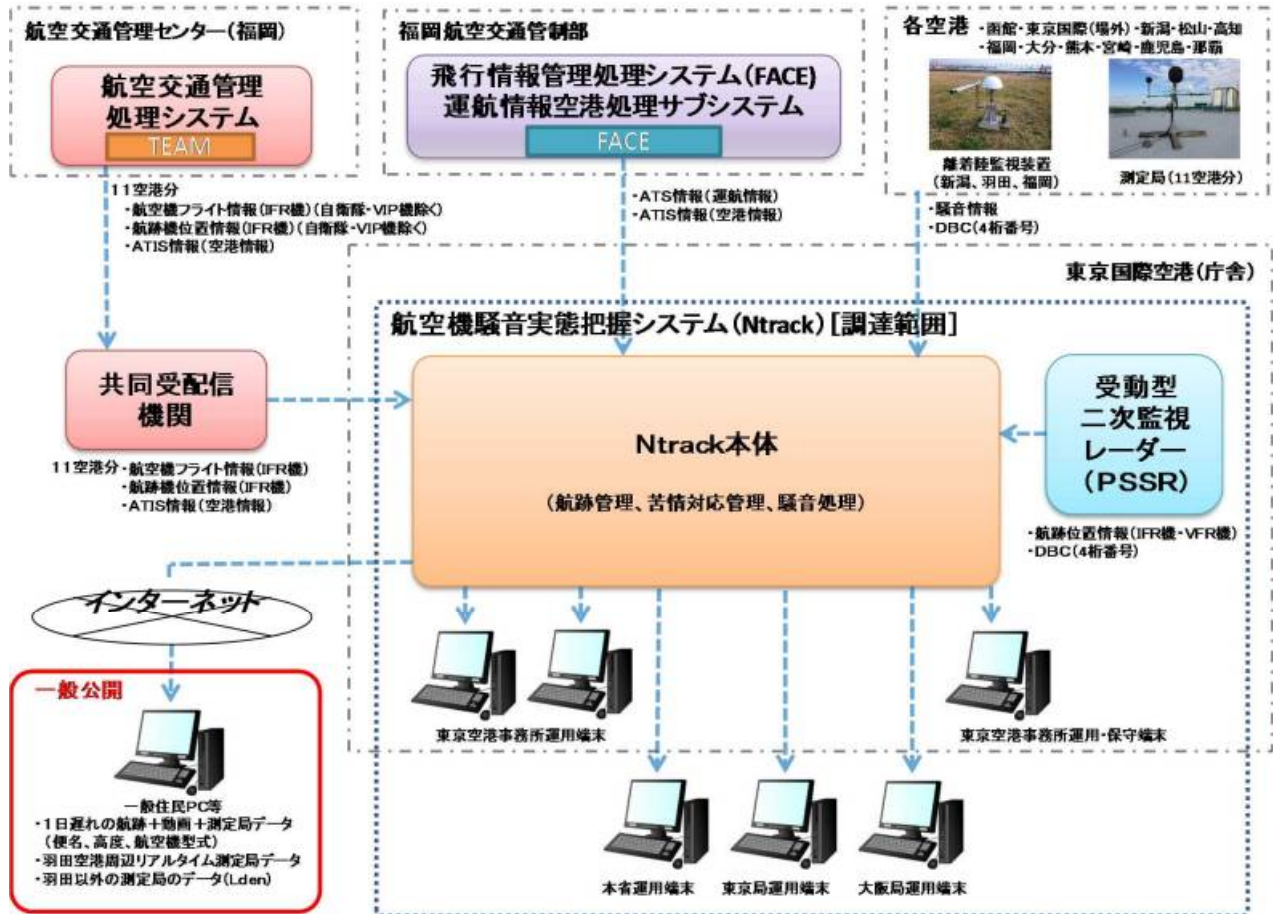 航空交通管理センター(福岡)
航空交通管理
処理システム
TEAM
11空港分
・航空機フライト情報(IFR機)(自衛隊・VIP機除く)
・航跡機位置情報(IFR機)(自衛隊・VIP機除く)
・ATIS情報(空港情報)
福岡航空交通管制部
飛行情報管理処理システム(FACE)
運航情報空港処理サブシステム
FACE
・ATS情報(運航情報)
・ATIS情報(空港情報)
各空港 ・函館・東京国際(場外)・新潟・松山・高知
・福岡・大分・熊本・宮崎・鹿児島・那覇
離着陸監視装置
(新潟、羽田、福岡)
測定局(11空港分)
・騒音情報
・DBC(4桁番号)
東京国際空港(庁舎)
航空機騒音実態把握システム(Ntrack)[調達範囲]
共同受配信
機関
11空港分・航空機フライト情報(IFR機)
・航跡機位置情報(IFR機)
・ATIS情報(空港情報)
Ntrack本体
(航跡管理、苦情対応管理、騒音処理)
受動型
二次監視
レーダー
(PSSR)
・航跡位置情報(IFR機・VFR機)
・DBC(4桁番号)
インターネット
一般公開
一般住民PC等
・1日遅れの航跡+動画+測定局データ
(便名、高度、航空機型式)
・羽田空港周辺リアルタイム測定局データ
・羽田以外の測定局のデータ(Lden)
東京空港事務所運用端末
東京空港事務所運用・保守端末
本省運用端末
東京局運用端末
大阪局運用端末